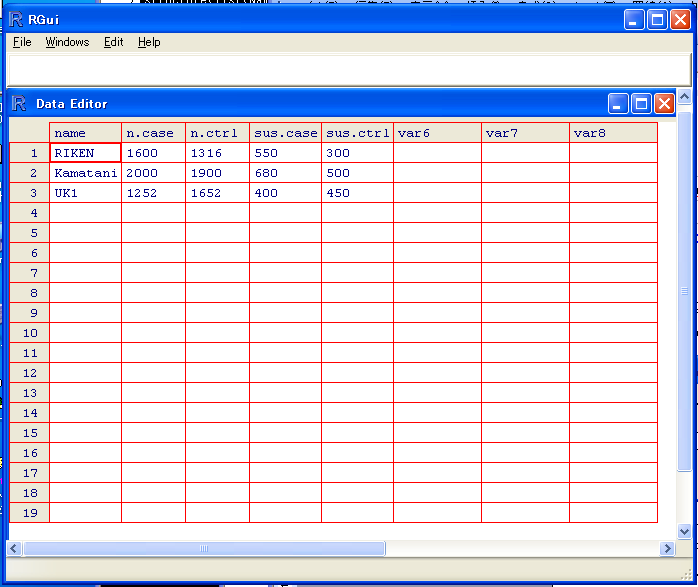 RGui
File Windows Edit Help
Data Editor
name n.case n.ctrl sus.case sus.ctrl var6 var7 var8
1 RIKEN 1600 1316 550 300
2 Kamatani 2000 1900 680 500
3 UK1 1252 1652 400 450
4
5
6
7
8
9
10
11
12
13
14
15
16
17
18
19